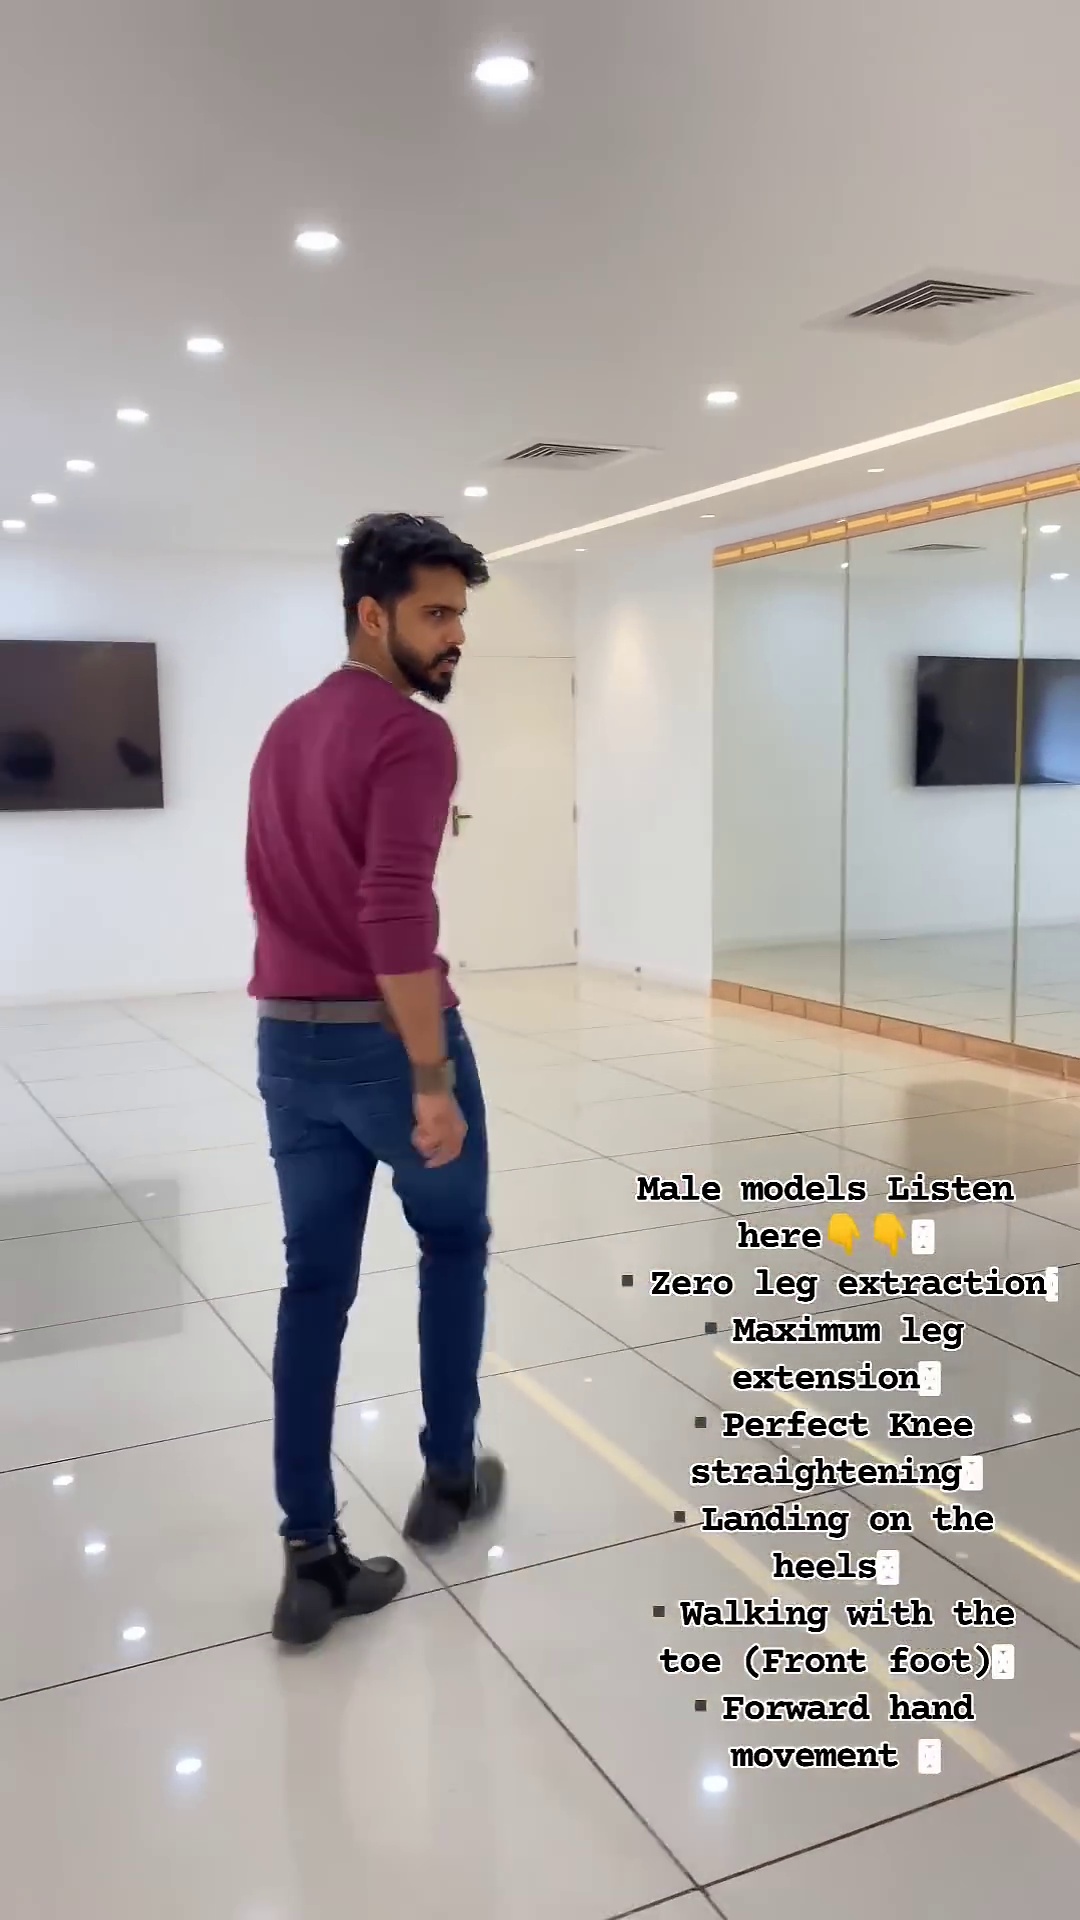 Male models Listen
here👇👇
▪ Zero leg extraction
▪ Maximum leg
extension
▪ Perfect Knee
straightening
▪ Landing on the
heels
▪ Walking with the
toe (Front foot)
▪ Forward hand
movement